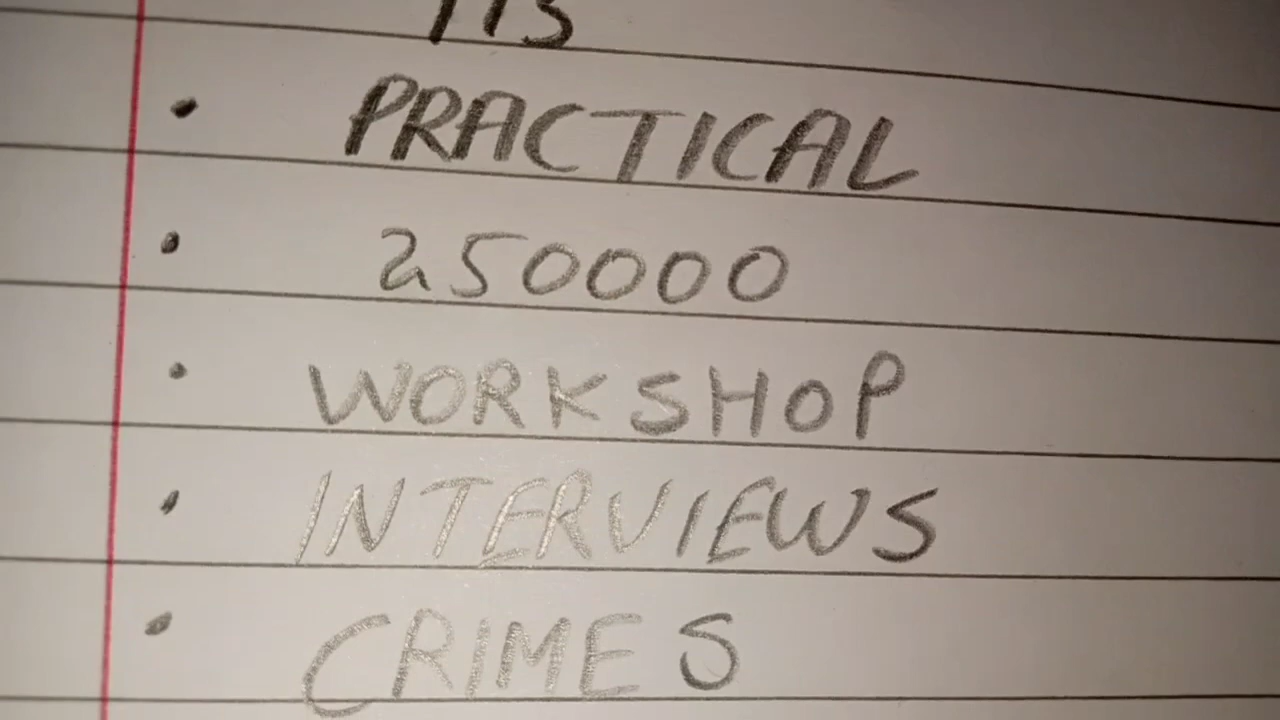 • PRACTICAL
• 250000
• WORKSHOP
• INTERVIEWS
• CRIMES